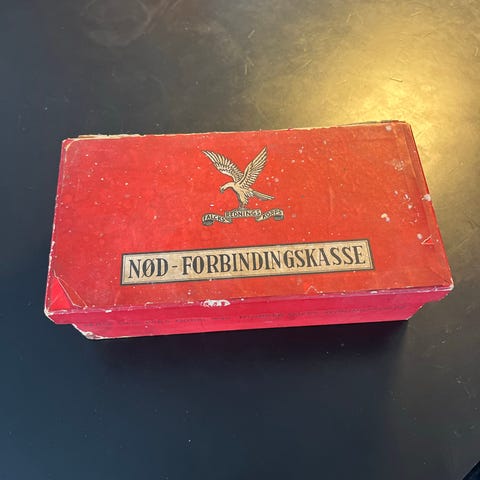 FALCKS REDNINGS KORPS
NØD-FORBINDINGSKASSE